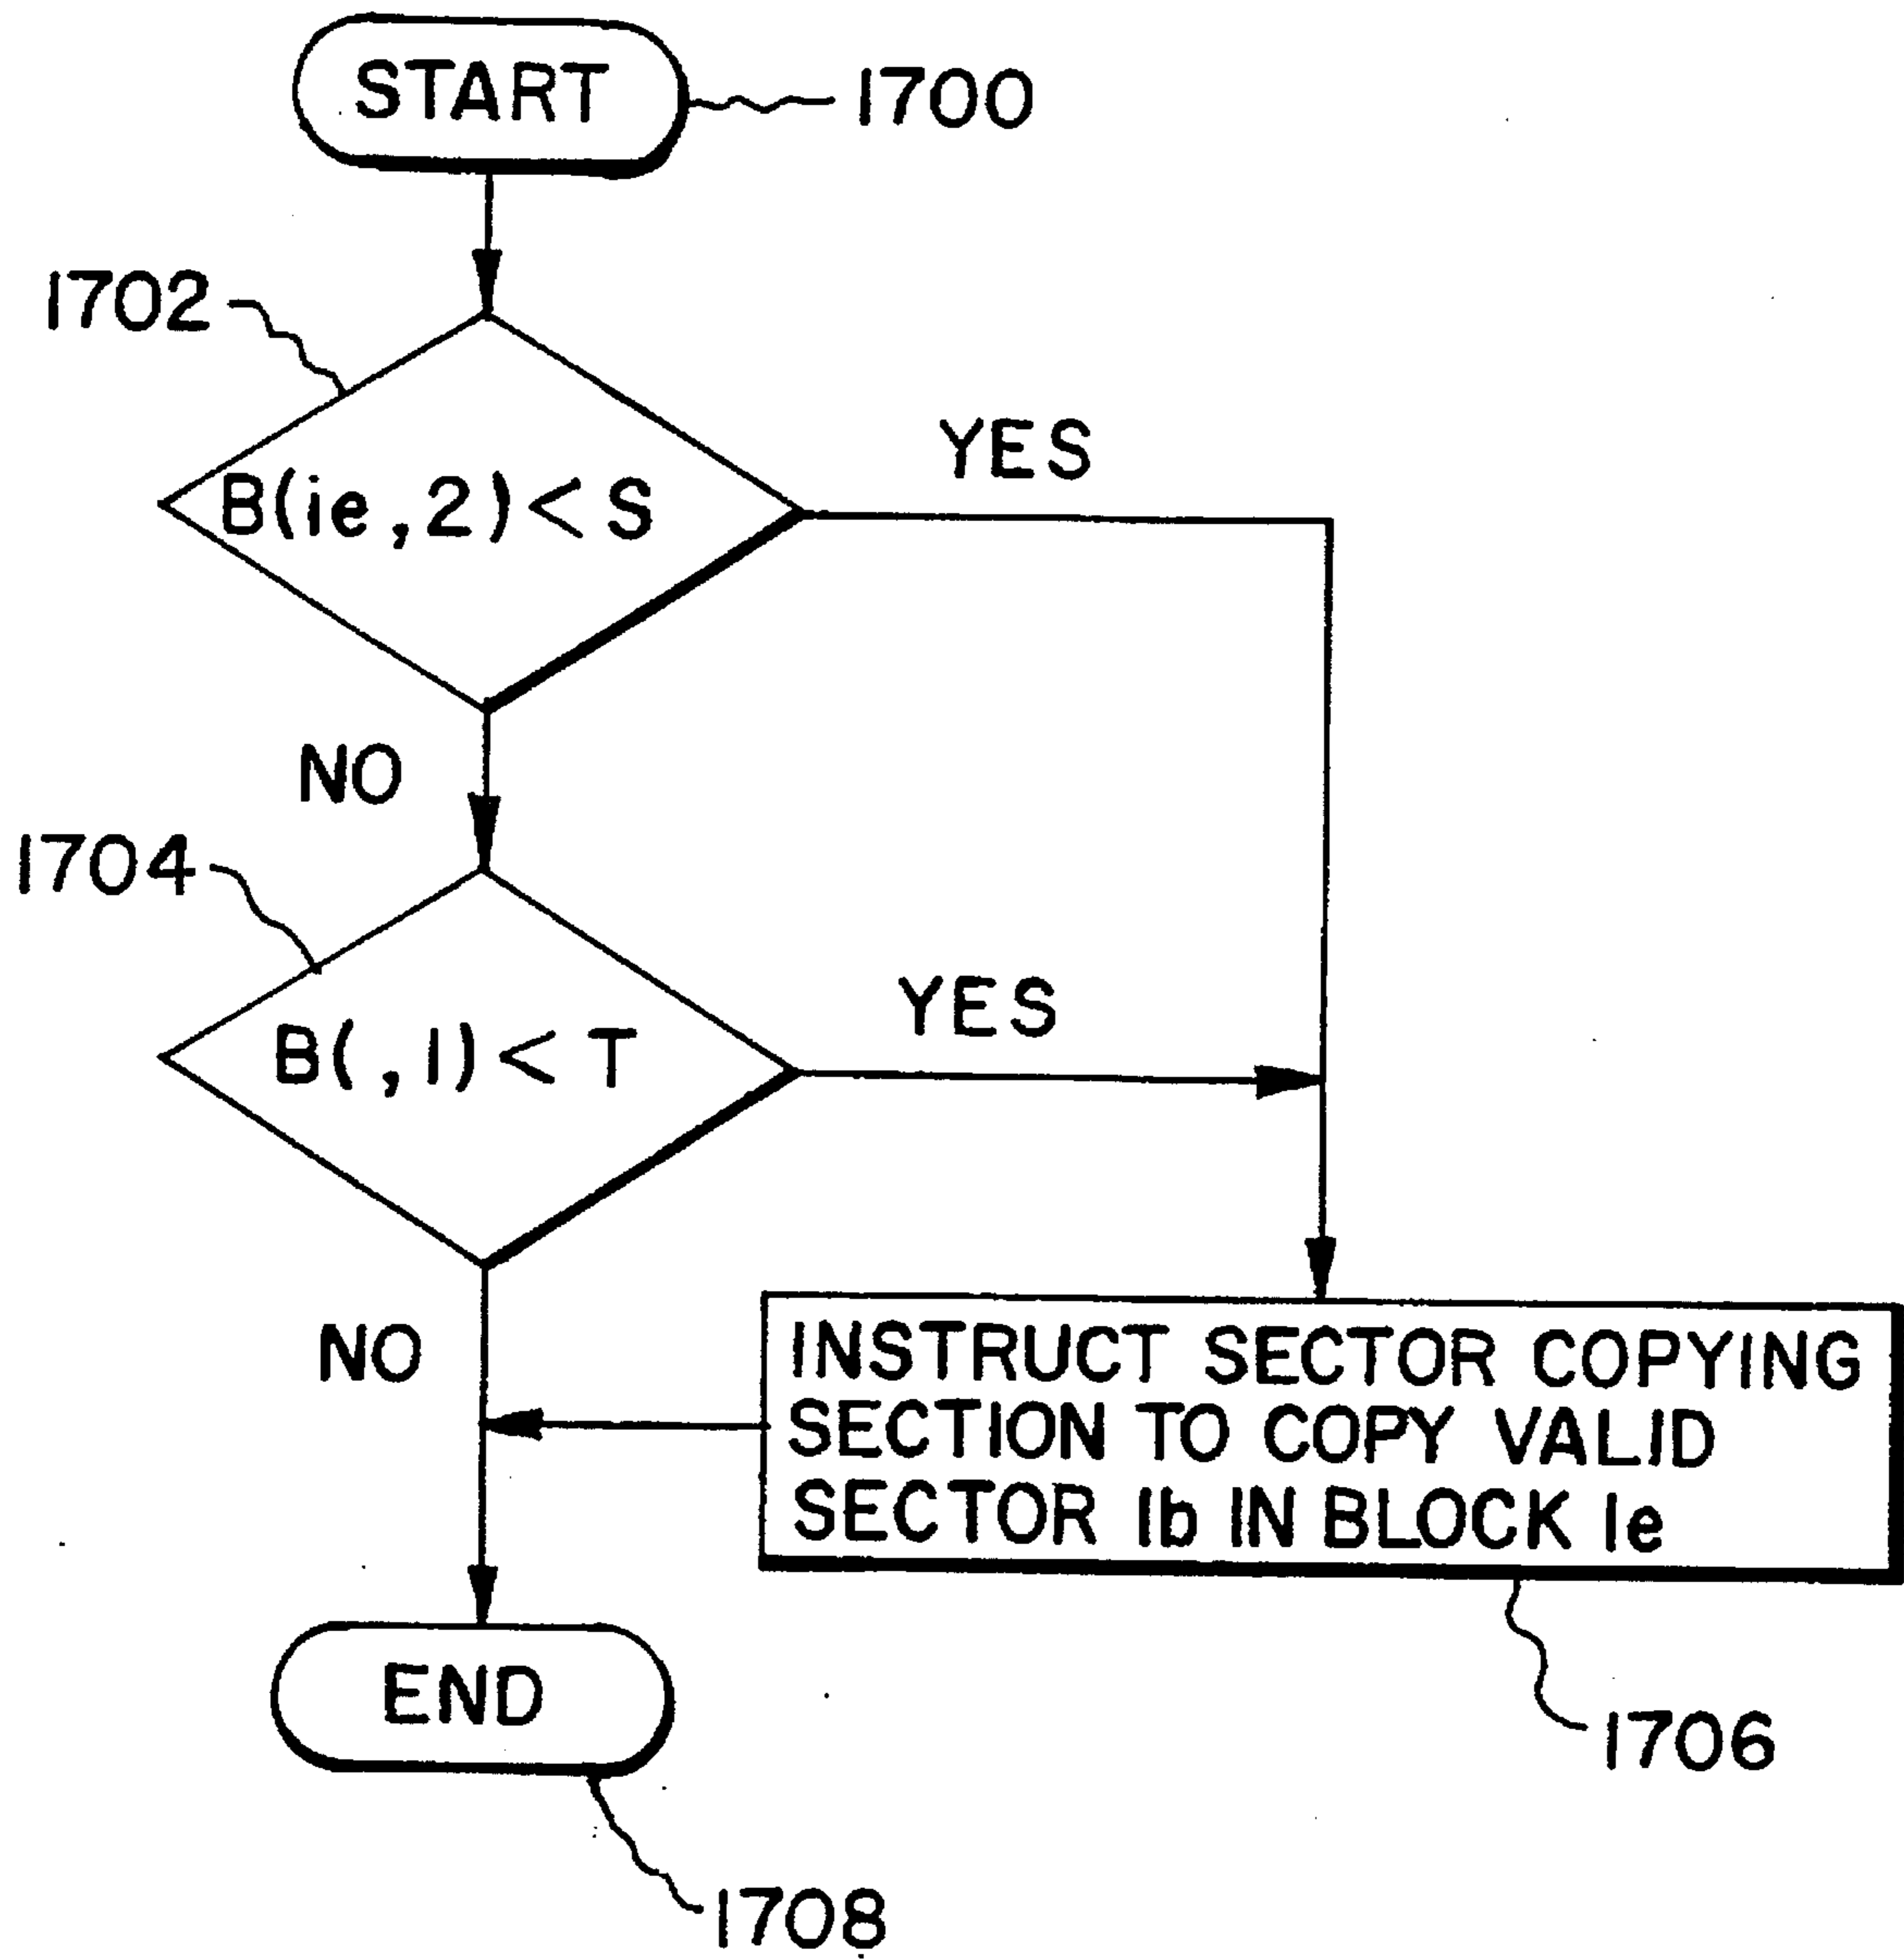 START
1700
1702
B(ie,2)<S
YES
NO
1704
B(,1)<T
YES
NO
INSTRUCT SECTOR COPYING
SECTION TO COPY VALID
SECTOR Ib IN BLOCK Ie
END
1706
1708